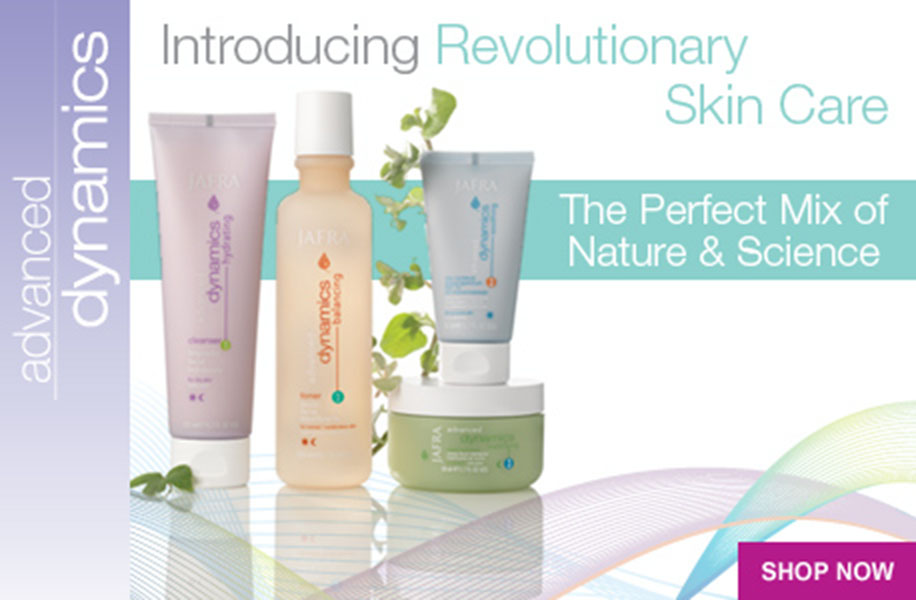 advanced
dynamics
Introducing Revolutionary
Skin Care
The Perfect Mix of
Nature & Science
JAFRA
dynamics
hydrating
cleanser
JAFRA
dynamics
balancing
toner
JAFRA
dynamics
soothing
JAFRA
advanced
dynamics
SHOP NOW